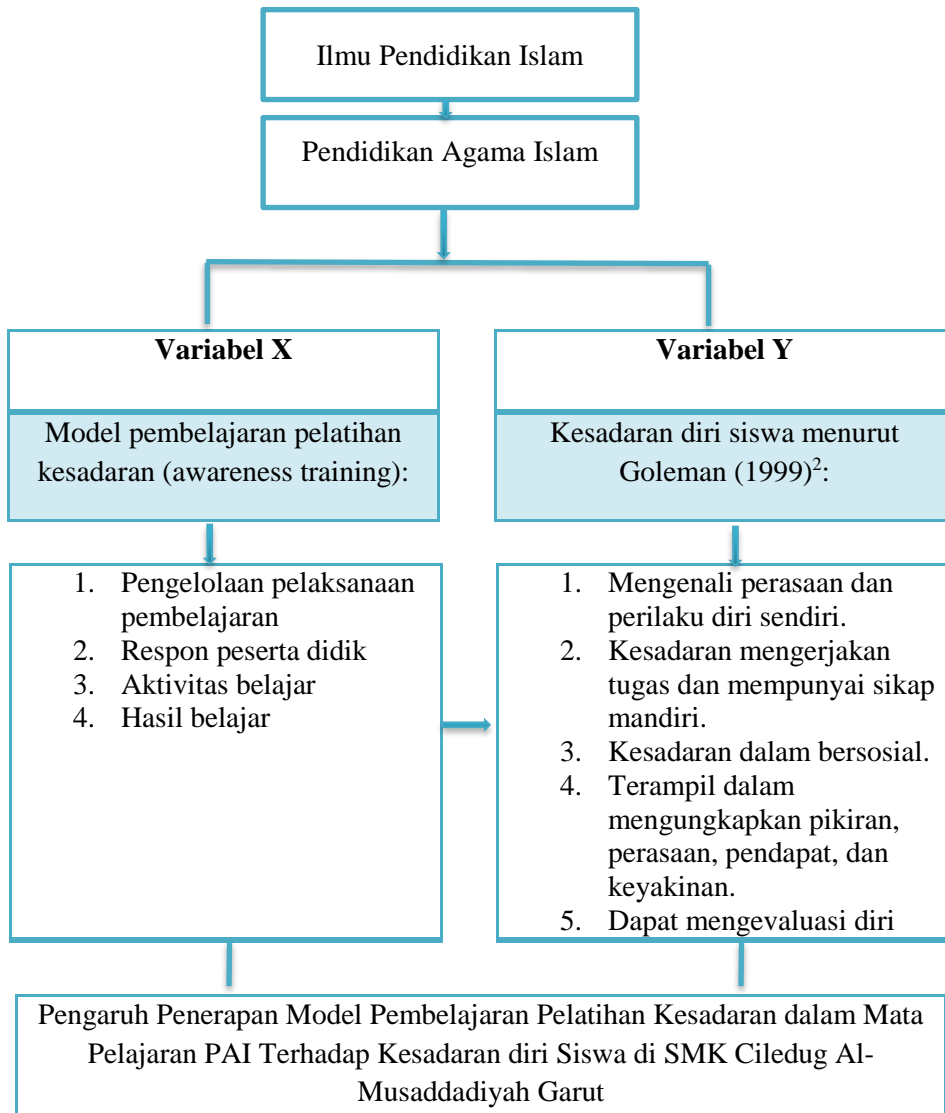 Ilmu Pendidikan Islam
Pendidikan Agama Islam
Variabel X
Model pembelajaran pelatihan
kesadaran (awareness training):
1. Pengelolaan pelaksanaan
pembelajaran
2. Respon peserta didik
3. Aktivitas belajar
4. Hasil belajar
Variabel Y
Kesadaran diri siswa menurut
Goleman (1999)²:
1. Mengenali perasaan dan
perilaku diri sendiri.
2. Kesadaran mengerjakan
tugas dan mempunyai sikap
mandiri.
3. Kesadaran dalam bersosial.
4. Terampil dalam
mengungkapkan pikiran,
perasaan, pendapat, dan
keyakinan.
5. Dapat mengevaluasi diri
Pengaruh Penerapan Model Pembelajaran Pelatihan Kesadaran dalam Mata
Pelajaran PAI Terhadap Kesadaran diri Siswa di SMK Ciledug Al-
Musaddadiyah Garut